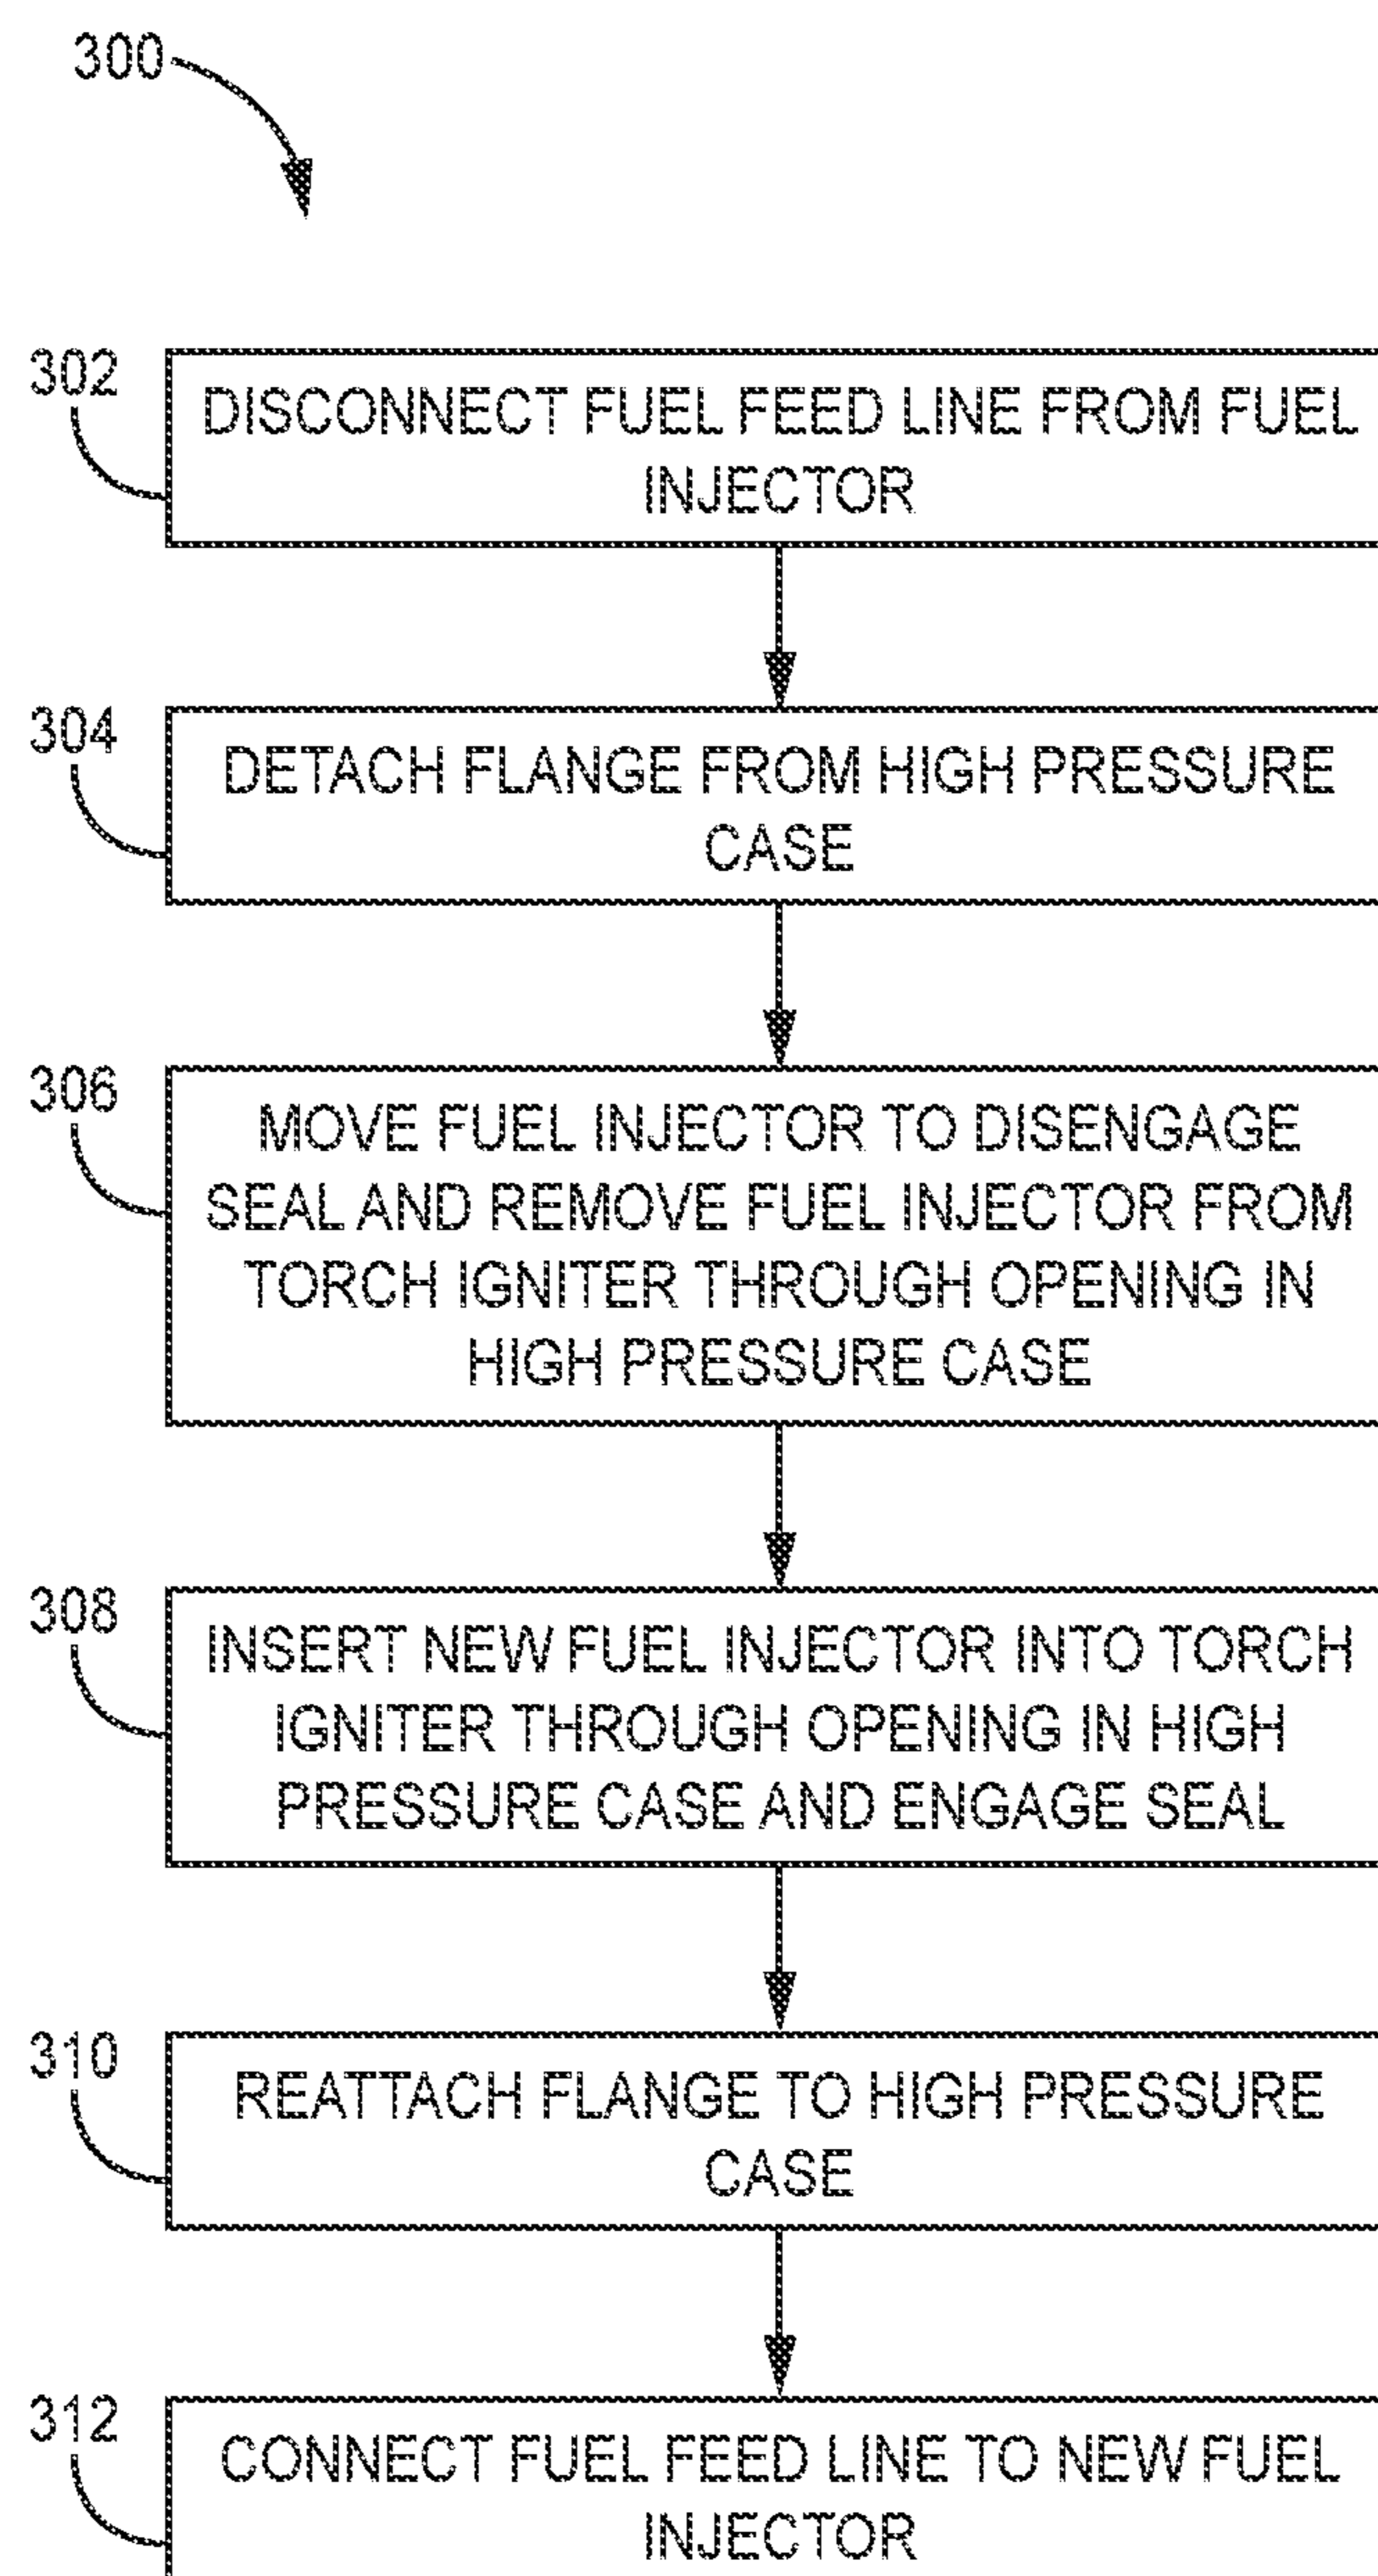 300
302
DISCONNECT FUEL FEED LINE FROM FUEL
INJECTOR
304
DETACH FLANGE FROM HIGH PRESSURE
CASE
306
MOVE FUEL INJECTOR TO DISENGAGE
SEAL AND REMOVE FUEL INJECTOR FROM
TORCH IGNITER THROUGH OPENING IN
HIGH PRESSURE CASE
308
INSERT NEW FUEL INJECTOR INTO TORCH
IGNITER THROUGH OPENING IN HIGH
PRESSURE CASE AND ENGAGE SEAL
310
REATTACH FLANGE TO HIGH PRESSURE
CASE
312
CONNECT FUEL FEED LINE TO NEW FUEL
INJECTOR